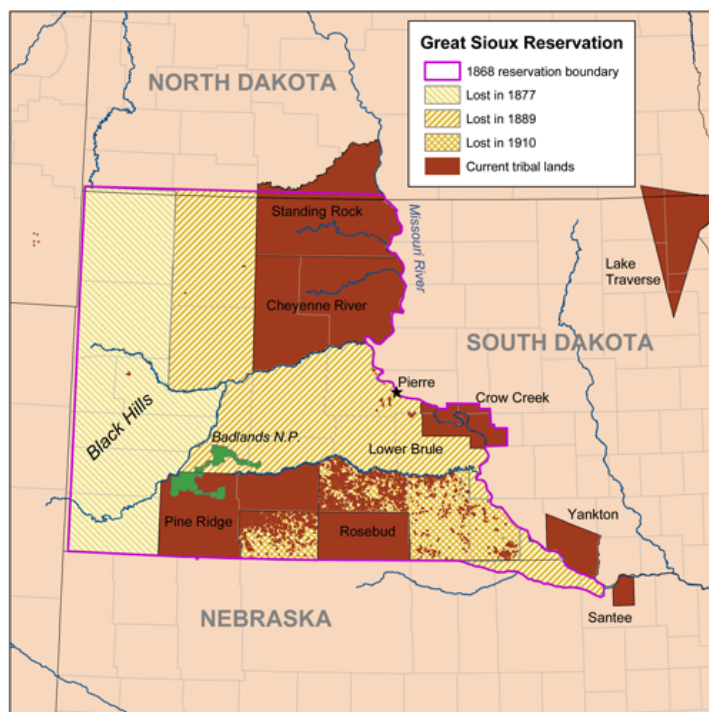 Great Sioux Reservation
1868 reservation boundary
Lost in 1877
Lost in 1889
Lost in 1910
Current tribal lands
NORTH DAKOTA
Standing Rock
Missouri River
Lake
Traverse
Cheyenne River
SOUTH DAKOTA
Pierre
Crow Creek
Black Hills
Badlands N.P.
Lower Brule
Pine Ridge
Rosebud
Yankton
Santee
NEBRASKA